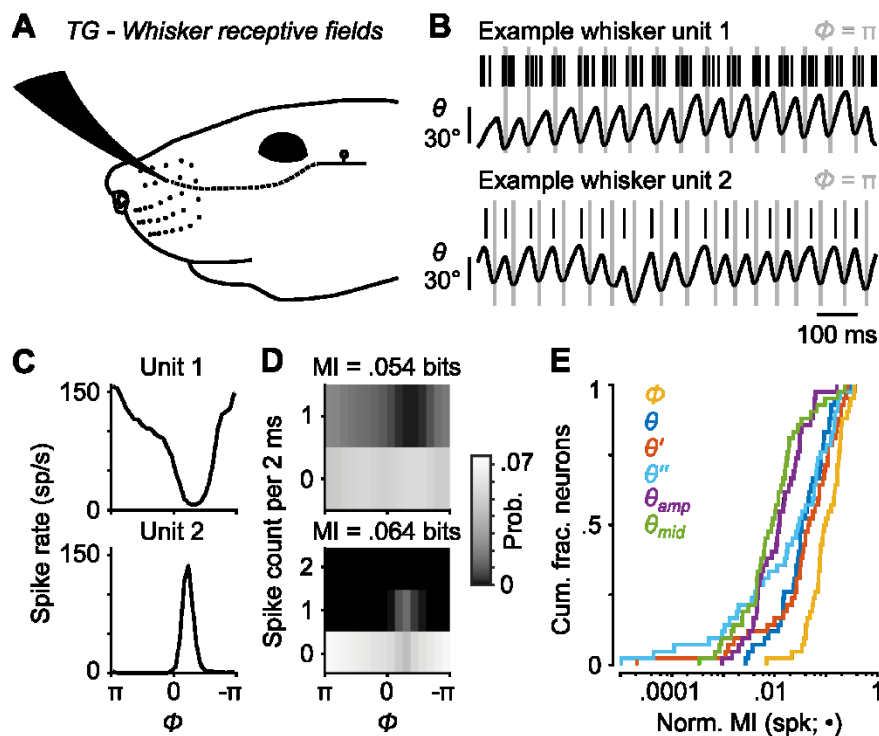 A
TG - Whisker receptive fields
B
Example whisker unit 1
Φ = π
θ
30°
Example whisker unit 2
Φ = π
θ
30°
100 ms
C
Unit 1
150
0
Unit 2
150
0
π
0
-π
Φ
Spike rate (sp/s)
D
MI = .054 bits
1
0
MI = .064 bits
2
1
0
π
0
-π
Φ
Spike count per 2 ms
.07
Prob.
0
E
1
.5
0
Cum. frac. neurons
Φ
θ
θ′
θ″
θamp
θmid
.0001
.01
1
Norm. MI (spk; •)